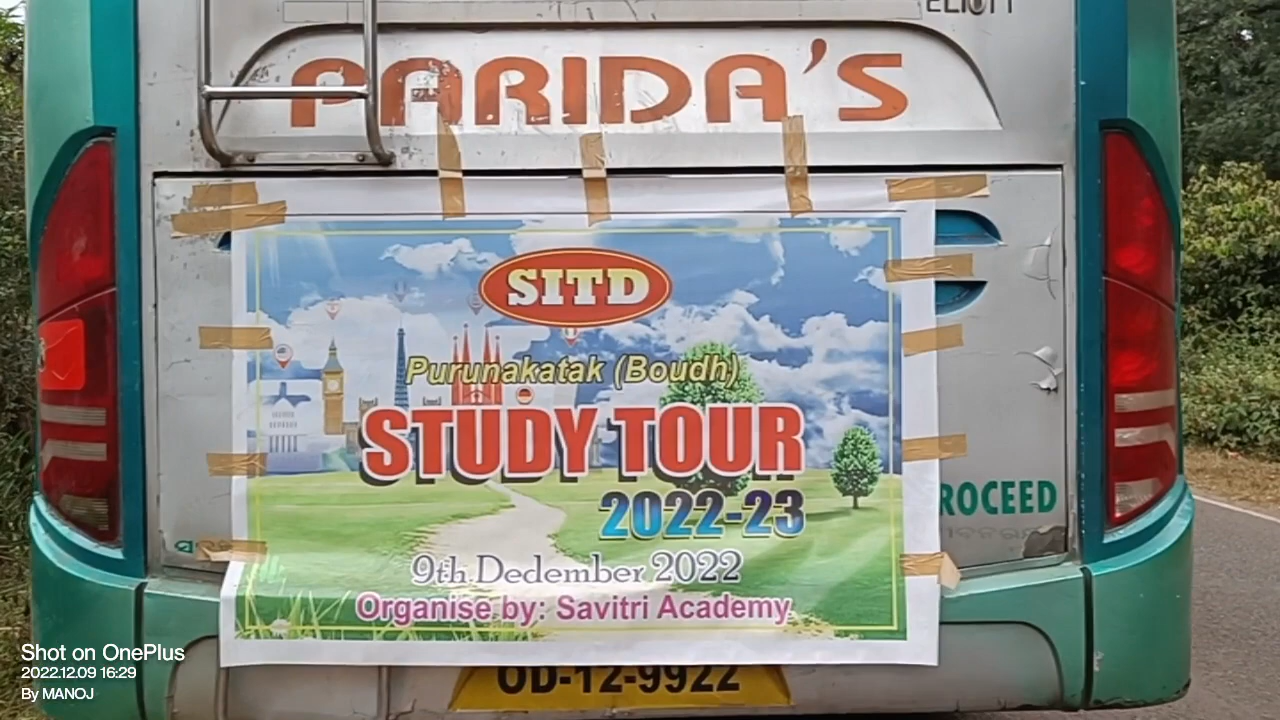 ELIOTT
PARIDA'S
SITD
Purunakatak (Boudh)
STUDY TOUR
2022-23
9th Dedember 2022
Organise by: Savitri Academy
ROCEED
OD-12-9922
Shot on OnePlus
2022.12.09 16:29
By MANOJ